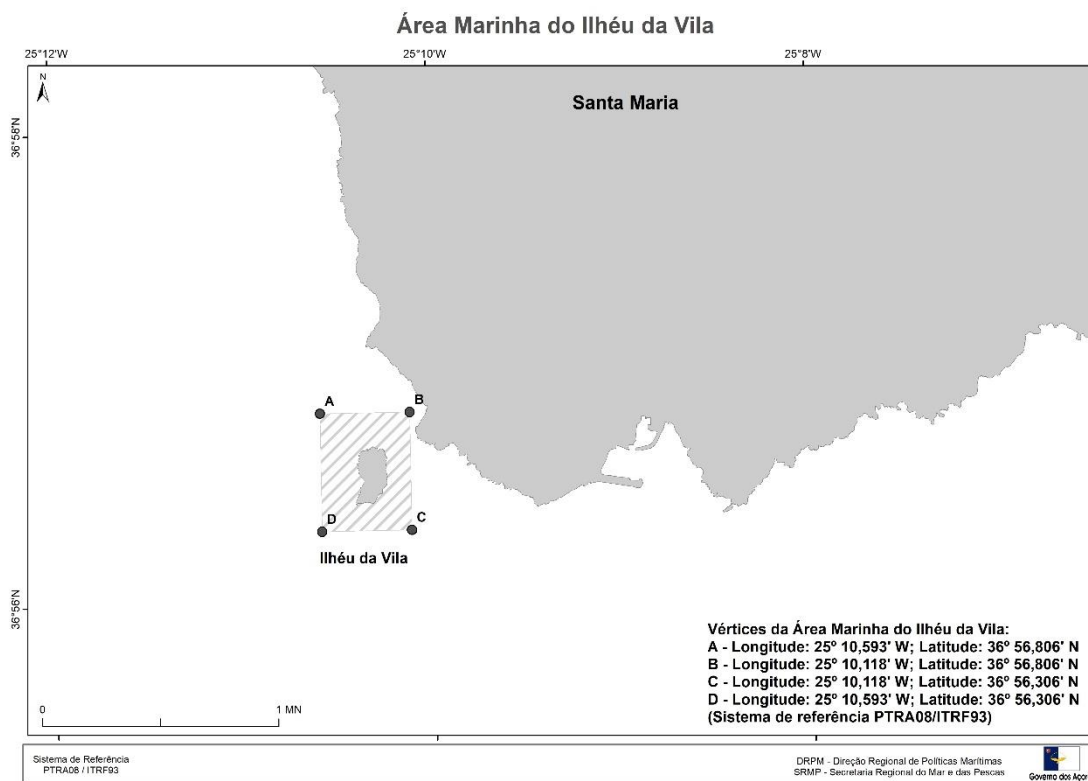 Área Marinha do Ilhéu da Vila
25°12'W 25°10'W 25°8'W
N
36°58'N
Santa Maria
A
B
D
C
Ilhéu da Vila
36°56'N
Vértices da Área Marinha do Ilhéu da Vila:
A - Longitude: 25º 10,593' W; Latitude: 36º 56,806' N
B - Longitude: 25º 10,118' W; Latitude: 36º 56,806' N
C - Longitude: 25º 10,118' W; Latitude: 36º 56,306' N
D - Longitude: 25º 10,593' W; Latitude: 36º 56,306' N
(Sistema de referência PTRA08/ITRF93)
0 1 MN
Sistema de Referência
PTRA08 / ITRF93
DRPM - Direção Regional de Políticas Marítimas
SRMP - Secretaria Regional do Mar e das Pescas
Governo dos Açor